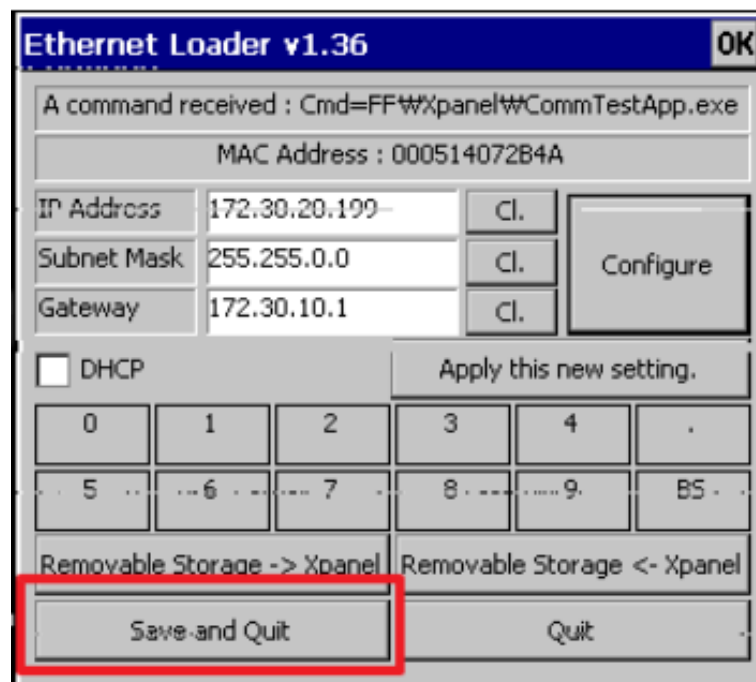 Ethernet Loader v1.36 OK
A command received : Cmd=FF₩Xpanel₩CommTestApp.exe
MAC Address : 000514072B4A
IP Address 172.30.20.199 Cl.
Subnet Mask 255.255.0.0 Cl.
Configure
Gateway 172.30.10.1 Cl.
DHCP Apply this new setting.
0 1 2 3 4 .
5 6 7 8 9 BS
Removable Storage -> Xpanel Removable Storage <- Xpanel
Save and Quit Quit